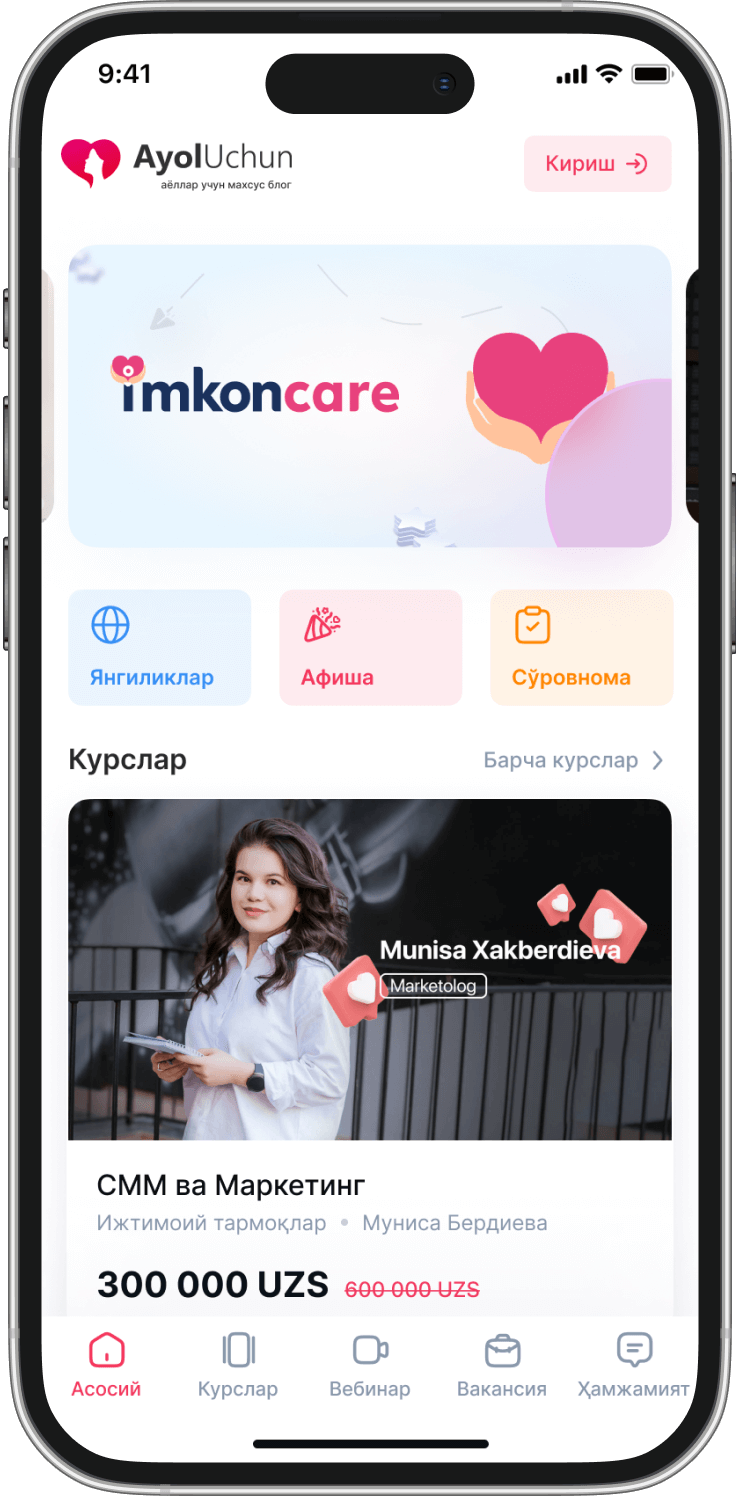 9:41
AyolUchun
аёллар учун махсус блог
Кириш
imkoncare
Янгиликлар
Афиша
Сўровнома
Курслар
Барча курслар
Munisa Xakberdieva
Marketolog
СММ ва Маркетинг
Ижтимоий тармоқлар • Муниса Бердиева
300 000 UZS 600 000 UZS
Асосий
Курслар
Вебинар
Вакансия
Ҳамжамият